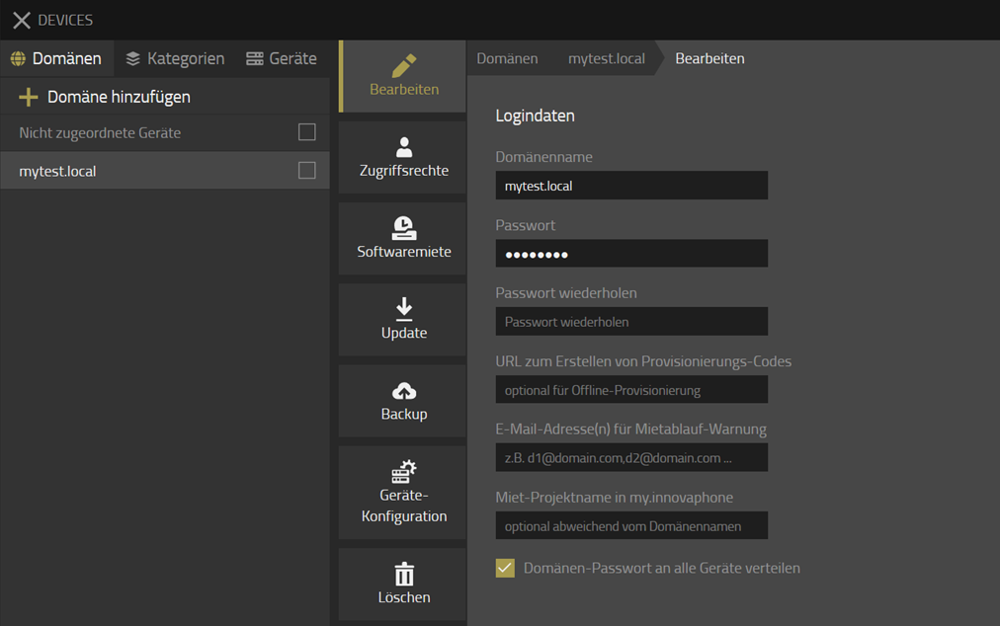 DEVICES
Domänen
Kategorien
Geräte
Domäne hinzufügen
Nicht zugeordnete Geräte
mytest.local
Bearbeiten
Zugriffsrechte
Softwaremiete
Update
Backup
Geräte-
Konfiguration
Löschen
Domänen
mytest.local
Bearbeiten
Logindaten
Domänenname
mytest.local
Passwort
••••••••
Passwort wiederholen
Passwort wiederholen
URL zum Erstellen von Provisionierungs-Codes
optional für Offline-Provisionierung
E-Mail-Adresse(n) für Mietablauf-Warnung
z.B. d1@domain.com,d2@domain.com ...
Miet-Projektname in my.innovaphone
optional abweichend vom Domänennamen
Domänen-Passwort an alle Geräte verteilen